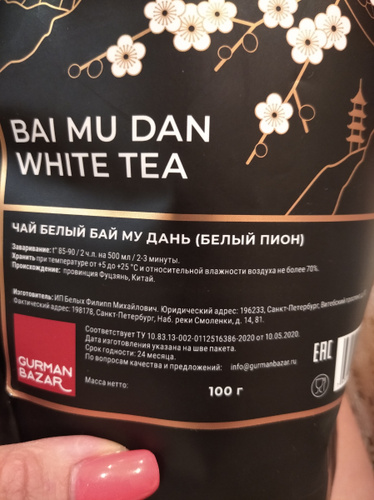 BAI MU DAN
WHITE TEA
ЧАЙ БЕЛЫЙ БАЙ МУ ДАНЬ (БЕЛЫЙ ПИОН)
Заваривание: t° 85-90 / 2 ч.л. на 500 мл / 2-3 минуты.
Хранить при температуре от +5 до +25 °C и относительной влажности воздуха не более 70%.
Происхождение: провинция Фуцзянь, Китай.
Изготовитель: ИП Белых Филипп Михайлович. Юридический адрес: 196233, Санкт-Петербург, Витебский
Фактический адрес: 198178, Санкт-Петербург, Наб. реки Смоленки, д. 14, 81.
Соответствует ТУ 10.83.13-002-0112516386-2020 от 10.05.2020.
Дата изготовления указана на шве пакета.
Срок годности: 24 месяца.
По вопросам качества и предложений: info@gurmanbazar.ru
Масса нетто: 100 г
GURMAN
BAZAR
EAC